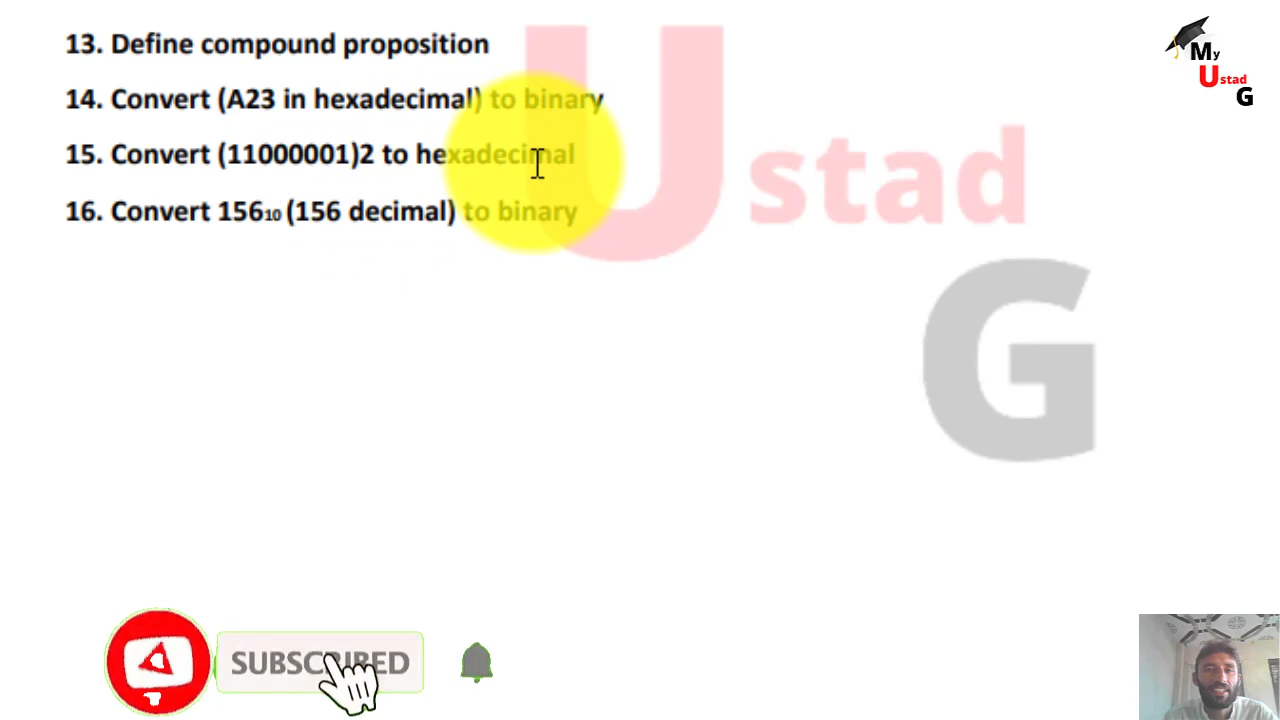 13. Define compound proposition
14. Convert (A23 in hexadecimal) to binary
15. Convert (11000001)2 to hexadecimal
16. Convert 156₁₀ (156 decimal) to binary
My
Ustad
G
Ustad
G
SUBSCRIBED